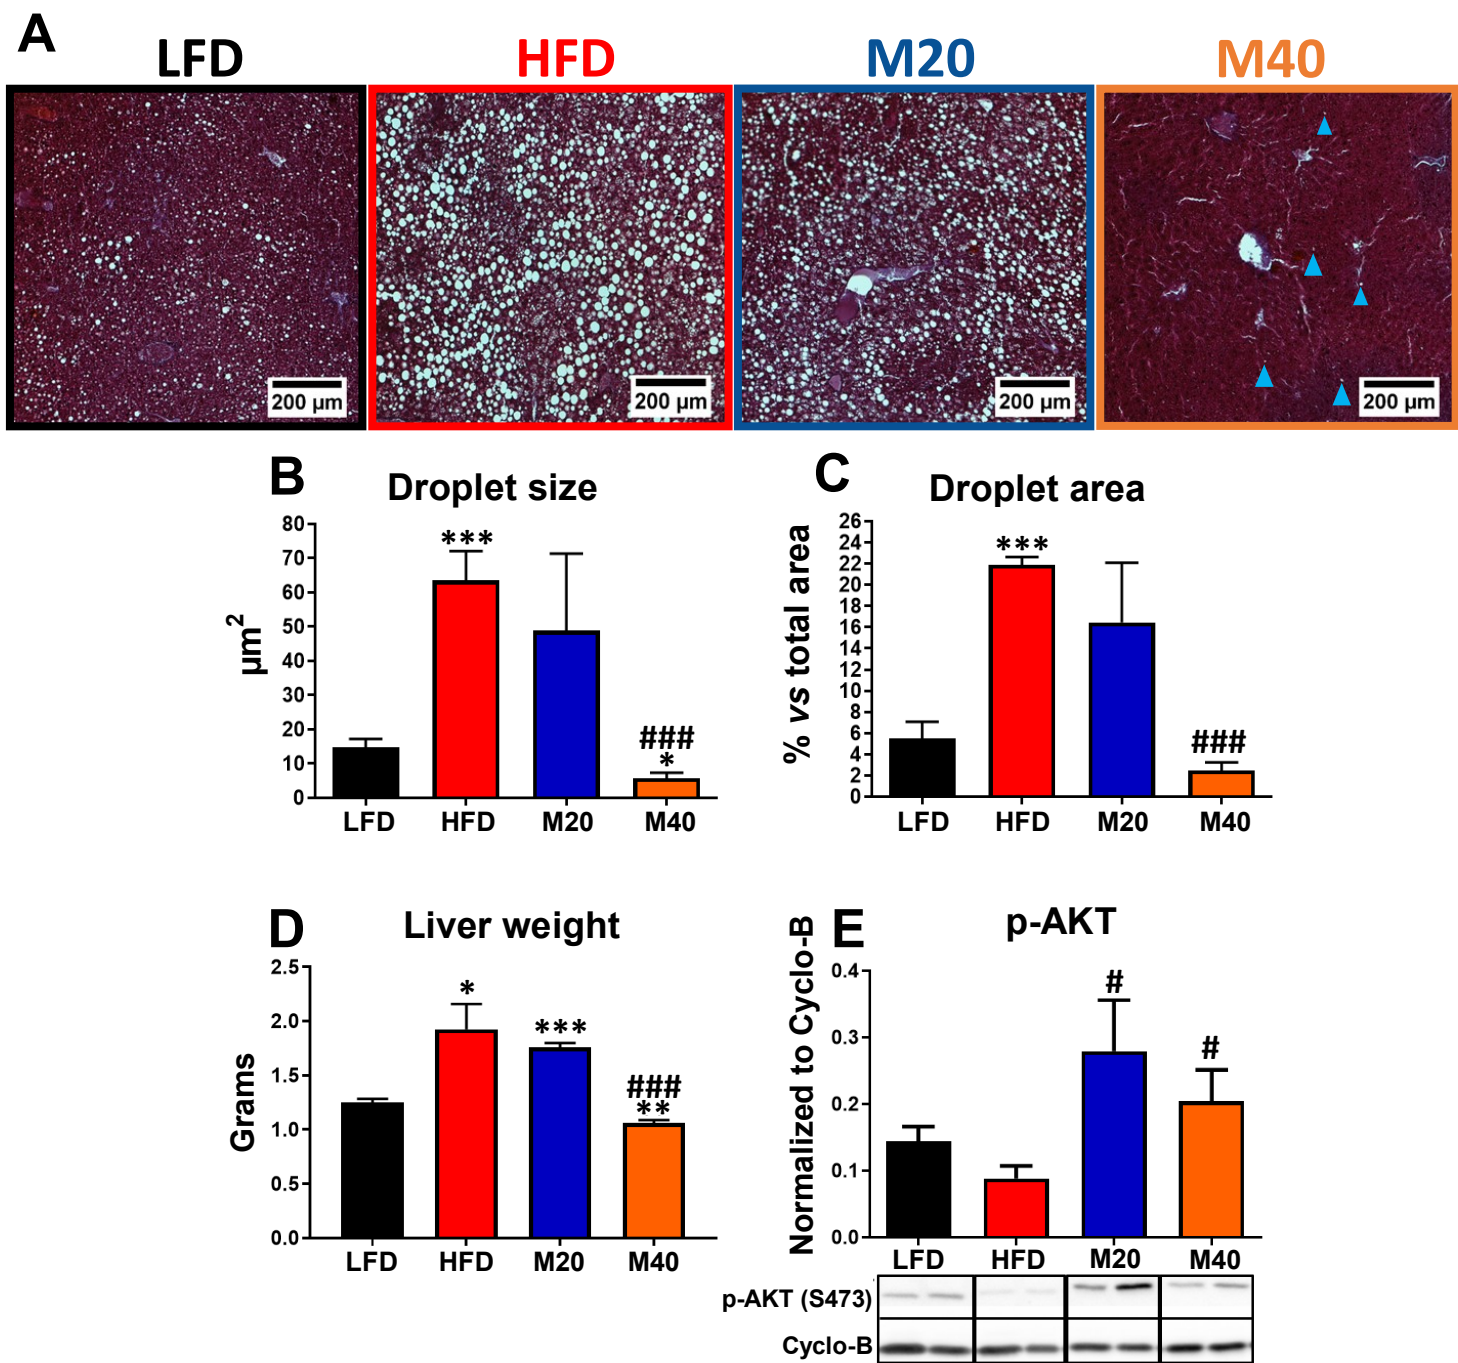 A
LFD HFD M20 M40
200 µm 200 µm 200 µm 200 µm
B
Droplet size
µm²
80
70
60
50
40
30
20
10
0
***
###
*
LFD HFD M20 M40
C
Droplet area
% vs total area
26
24
22
20
18
16
14
12
10
8
6
4
2
0
***
###
LFD HFD M20 M40
D
Liver weight
Grams
2.5
2.0
1.5
1.0
0.5
0.0
*
***
###
**
LFD HFD M20 M40
E
p-AKT
Normalized to Cyclo-B
0.4
0.3
0.2
0.1
0.0
#
#
LFD HFD M20 M40
p-AKT (S473)
Cyclo-B